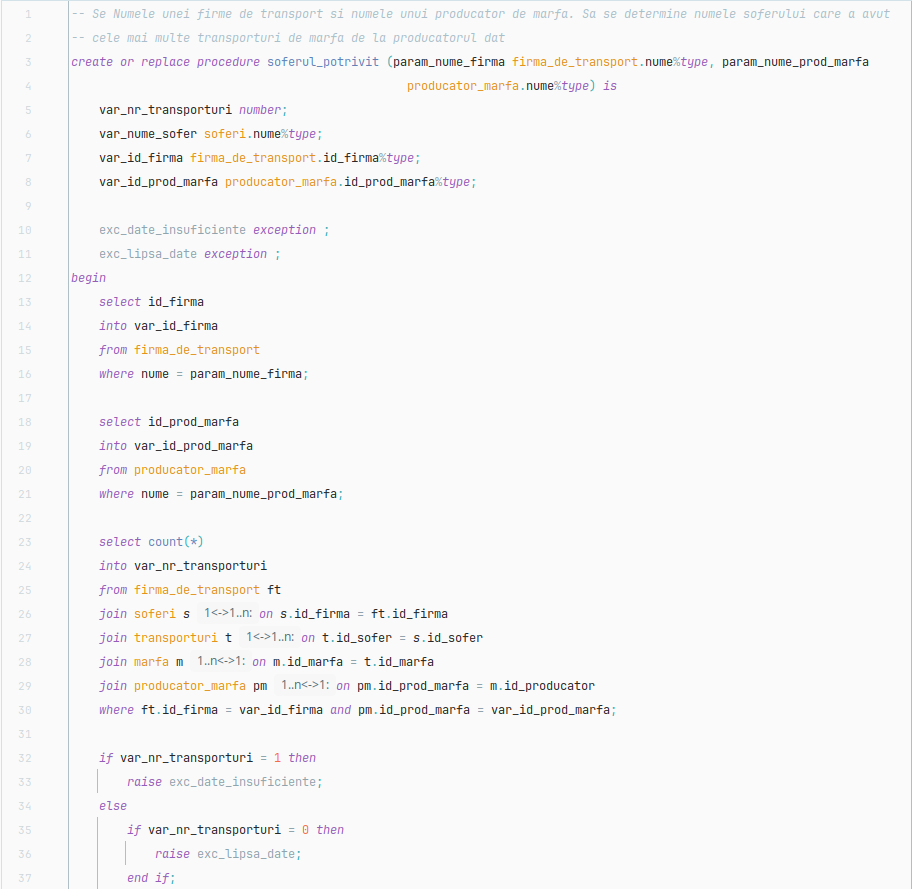 1 -- Se Numele unei firme de transport si numele unui producator de marfa. Sa se determine numele soferului care a avut
2 -- cele mai multe transporturi de marfa de la producatorul dat
3 create or replace procedure soferul_potrivit (param_nume_firma firma_de_transport.nume%type, param_nume_prod_marfa
4 producator_marfa.nume%type) is
5 var_nr_transporturi number;
6 var_nume_sofer soferi.nume%type;
7 var_id_firma firma_de_transport.id_firma%type;
8 var_id_prod_marfa producator_marfa.id_prod_marfa%type;
9
10 exc_date_insuficiente exception ;
11 exc_lipsa_date exception ;
12 begin
13 select id_firma
14 into var_id_firma
15 from firma_de_transport
16 where nume = param_nume_firma;
17
18 select id_prod_marfa
19 into var_id_prod_marfa
20 from producator_marfa
21 where nume = param_nume_prod_marfa;
22
23 select count(*)
24 into var_nr_transporturi
25 from firma_de_transport ft
26 join soferi s 1<->1..n: on s.id_firma = ft.id_firma
27 join transporturi t 1<->1..n: on t.id_sofer = s.id_sofer
28 join marfa m 1..n<->1: on m.id_marfa = t.id_marfa
29 join producator_marfa pm 1..n<->1: on pm.id_prod_marfa = m.id_producator
30 where ft.id_firma = var_id_firma and pm.id_prod_marfa = var_id_prod_marfa;
31
32 if var_nr_transporturi = 1 then
33 raise exc_date_insuficiente;
34 else
35 if var_nr_transporturi = 0 then
36 raise exc_lipsa_date;
37 end if;